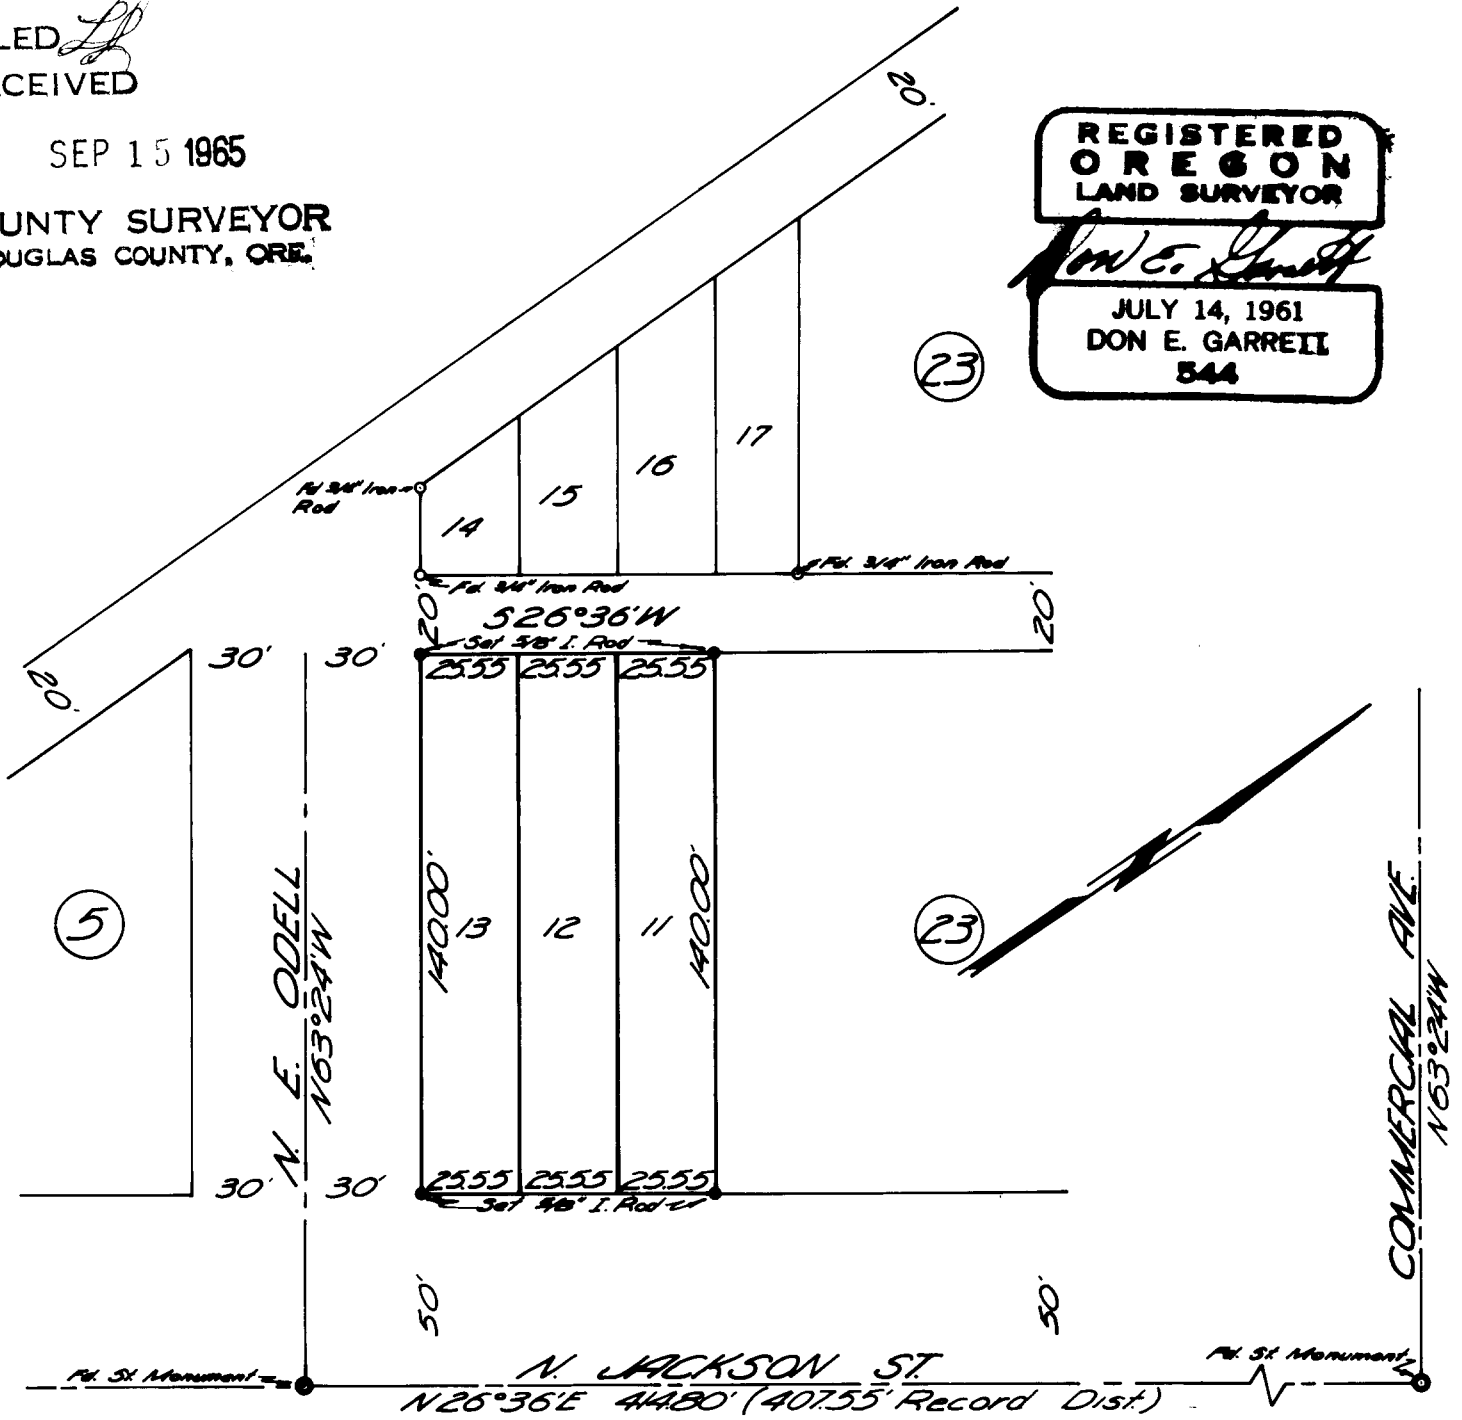 LED
CEIVED
SEP 15 1965
UNTY SURVEYOR
OUGLAS COUNTY, ORE.
REGISTERED
OREGON
LAND SURVEYOR
Don E. Garrett
JULY 14, 1961
DON E. GARRETT
544
20'
23
17
16
15
14
Fd 3/4" Iron
Rod
Fd. 3/4" Iron Rod
Fd. 3/4" Iron Rod
20'
S26°36'W
20'
Set 5/8" I. Rod
30'
30'
25.55
25.55
25.55
20'
5
N. E. ODELL
N63°24'W
140.00'
13
12
11
140.00'
23
COMMERCIAL AVE.
N63°24'W
30'
30'
25.55
25.55
25.55
Set 5/8" I. Rod
50'
50'
Fd. St. Monument
N. JACKSON ST.
Fd. St. Monument
N26°36'E 414.80' (407.55' Record Dist.)